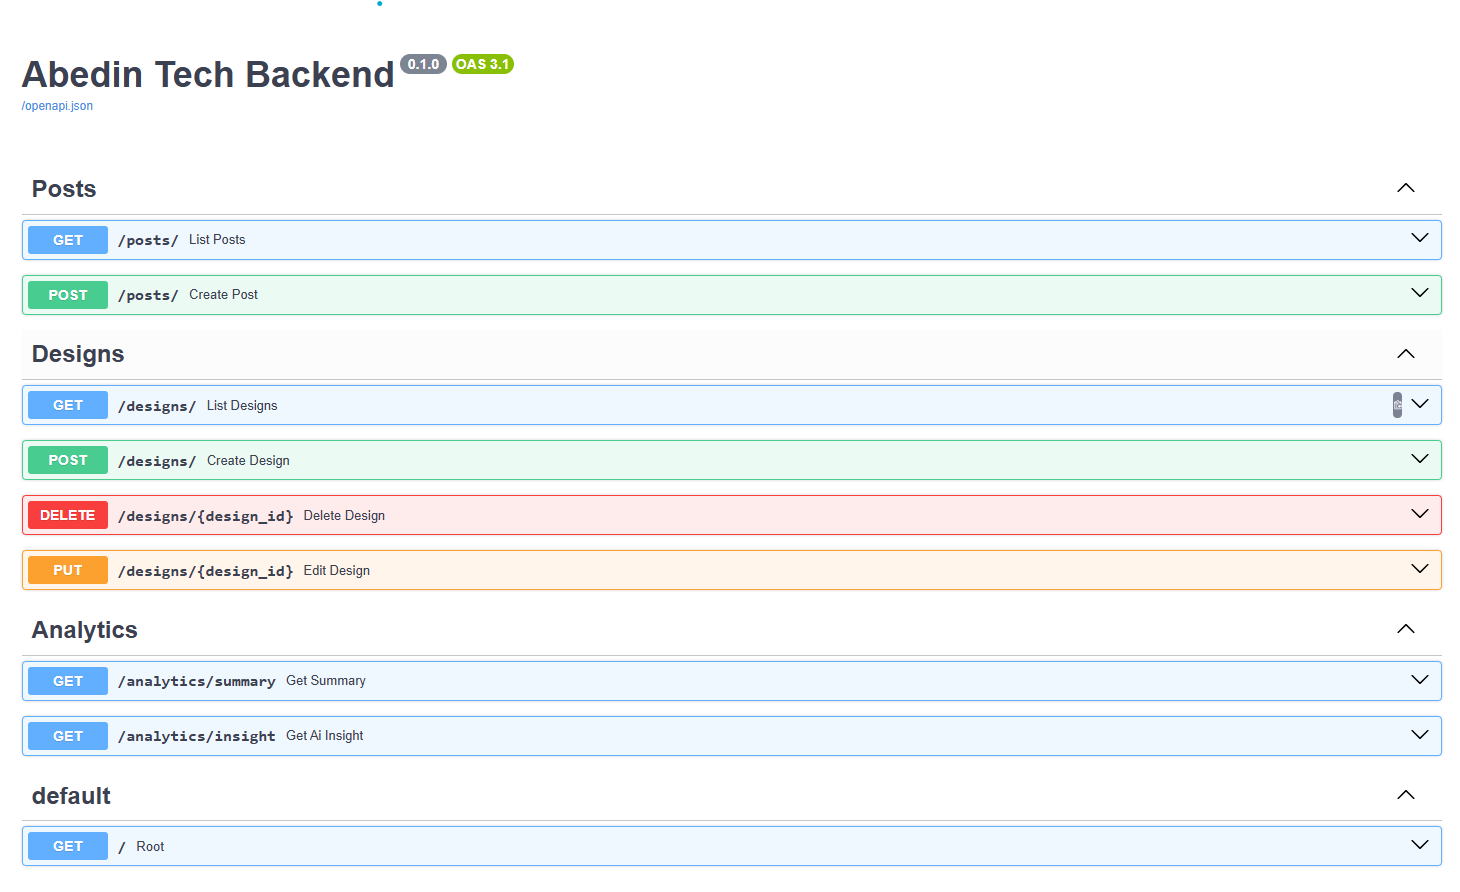 Abedin Tech Backend 0.1.0 OAS 3.1
/openapi.json
Posts
GET /posts/ List Posts
POST /posts/ Create Post
Designs
GET /designs/ List Designs
POST /designs/ Create Design
DELETE /designs/{design_id} Delete Design
PUT /designs/{design_id} Edit Design
Analytics
GET /analytics/summary Get Summary
GET /analytics/insight Get Ai Insight
default
GET / Root